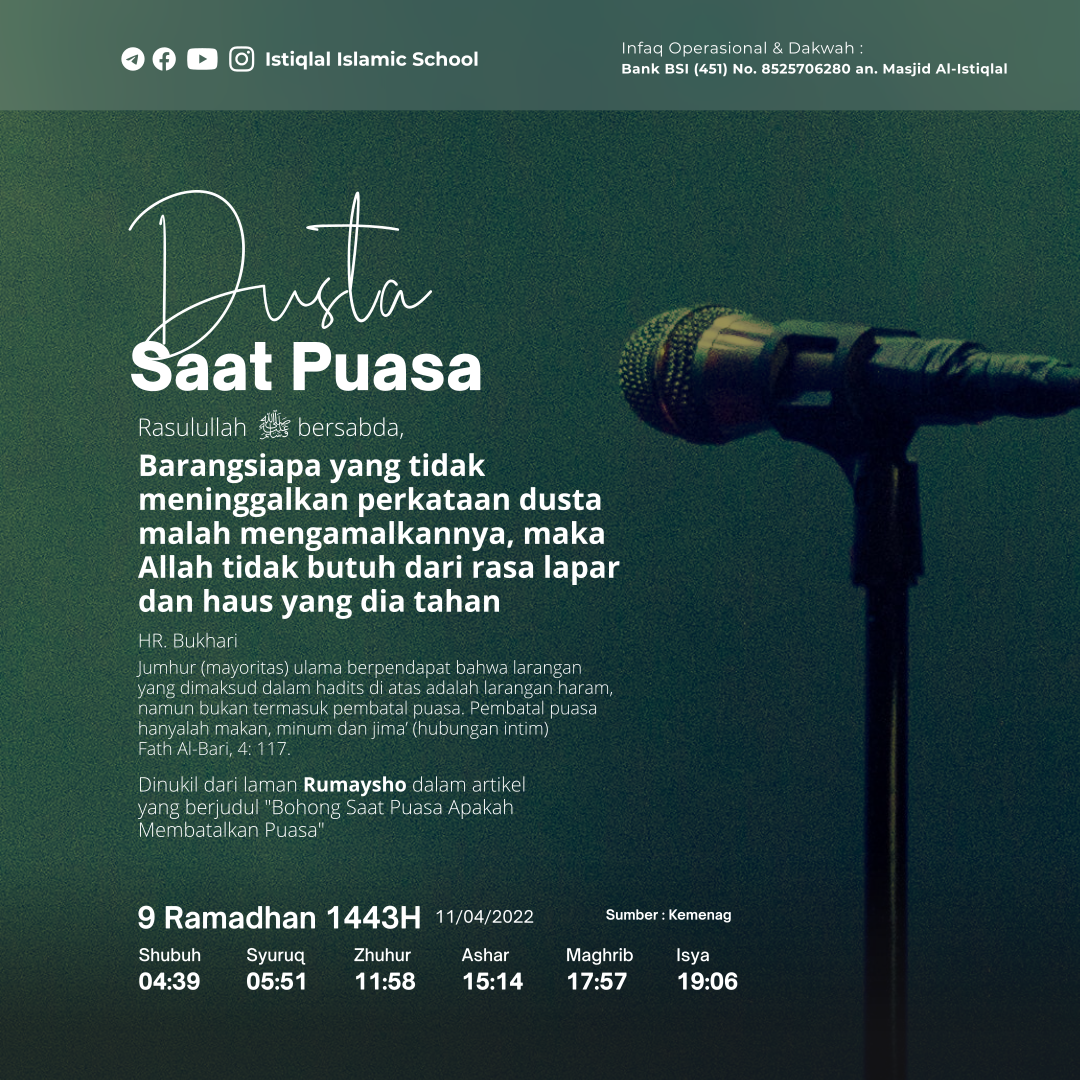 Istiqlal Islamic School
Infaq Operasional & Dakwah :
Bank BSI (451) No. 8525706280 an. Masjid Al-Istiqlal
Dusta
Saat Puasa
Rasulullah ﷺ bersabda,
Barangsiapa yang tidak
meninggalkan perkataan dusta
malah mengamalkannya, maka
Allah tidak butuh dari rasa lapar
dan haus yang dia tahan
HR. Bukhari
Jumhur (mayoritas) ulama berpendapat bahwa larangan
yang dimaksud dalam hadits di atas adalah larangan haram,
namun bukan termasuk pembatal puasa. Pembatal puasa
hanyalah makan, minum dan jima’ (hubungan intim)
Fath Al-Bari, 4: 117.
Dinukil dari laman Rumaysho dalam artikel
yang berjudul "Bohong Saat Puasa Apakah
Membatalkan Puasa"
9 Ramadhan 1443H 11/04/2022 Sumber : Kemenag
Shubuh Syuruq Zhuhur Ashar Maghrib Isya
04:39 05:51 11:58 15:14 17:57 19:06